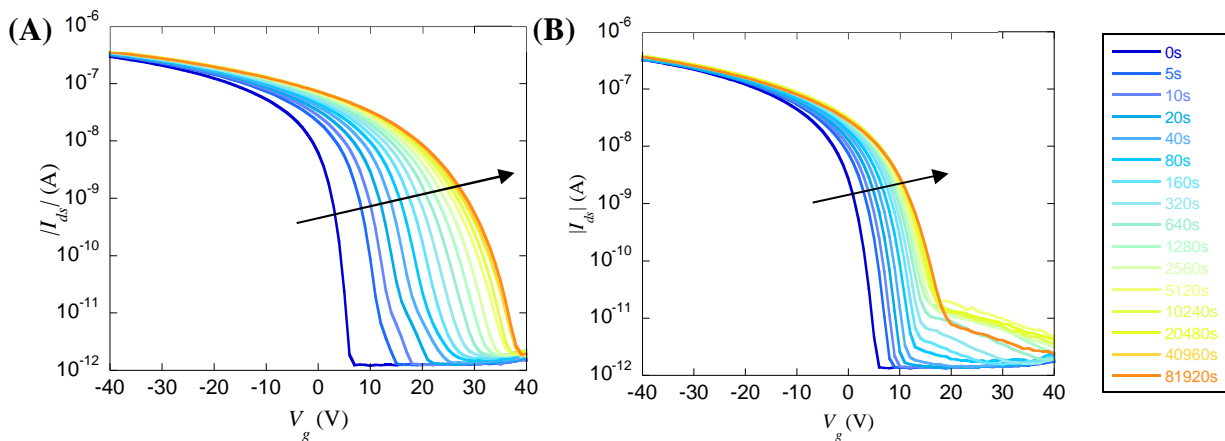 (A)
|I_ds| (A)
10^-6
10^-7
10^-8
10^-9
10^-10
10^-11
10^-12
-40 -30 -20 -10 0 10 20 30 40
V_g (V)
(B)
|I_ds| (A)
10^-6
10^-7
10^-8
10^-9
10^-10
10^-11
10^-12
-40 -30 -20 -10 0 10 20 30 40
V_g (V)
0s
5s
10s
20s
40s
80s
160s
320s
640s
1280s
2560s
5120s
10240s
20480s
40960s
81920s